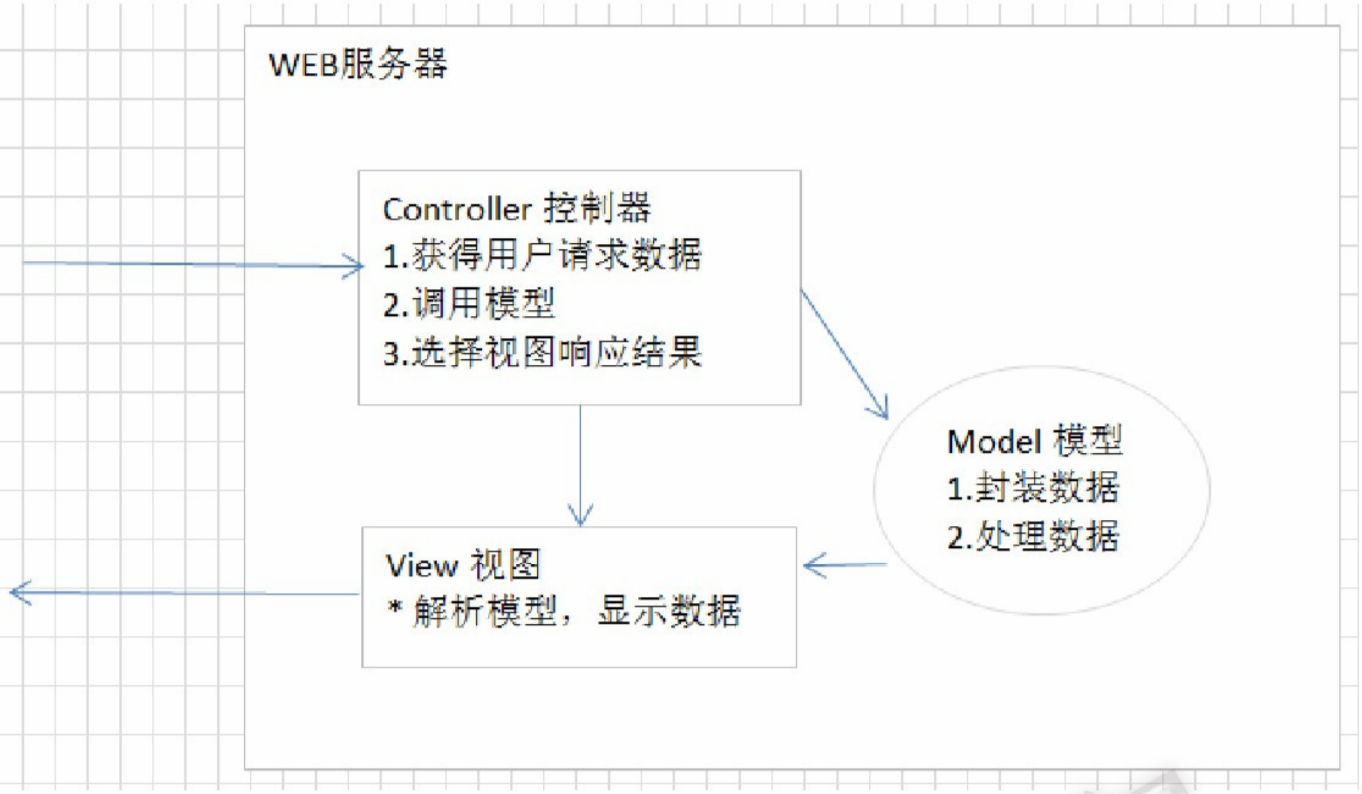 WEB服务器
Controller 控制器
1.获得用户请求数据
2.调用模型
3.选择视图响应结果
Model 模型
1.封装数据
2.处理数据
View 视图
* 解析模型，显示数据